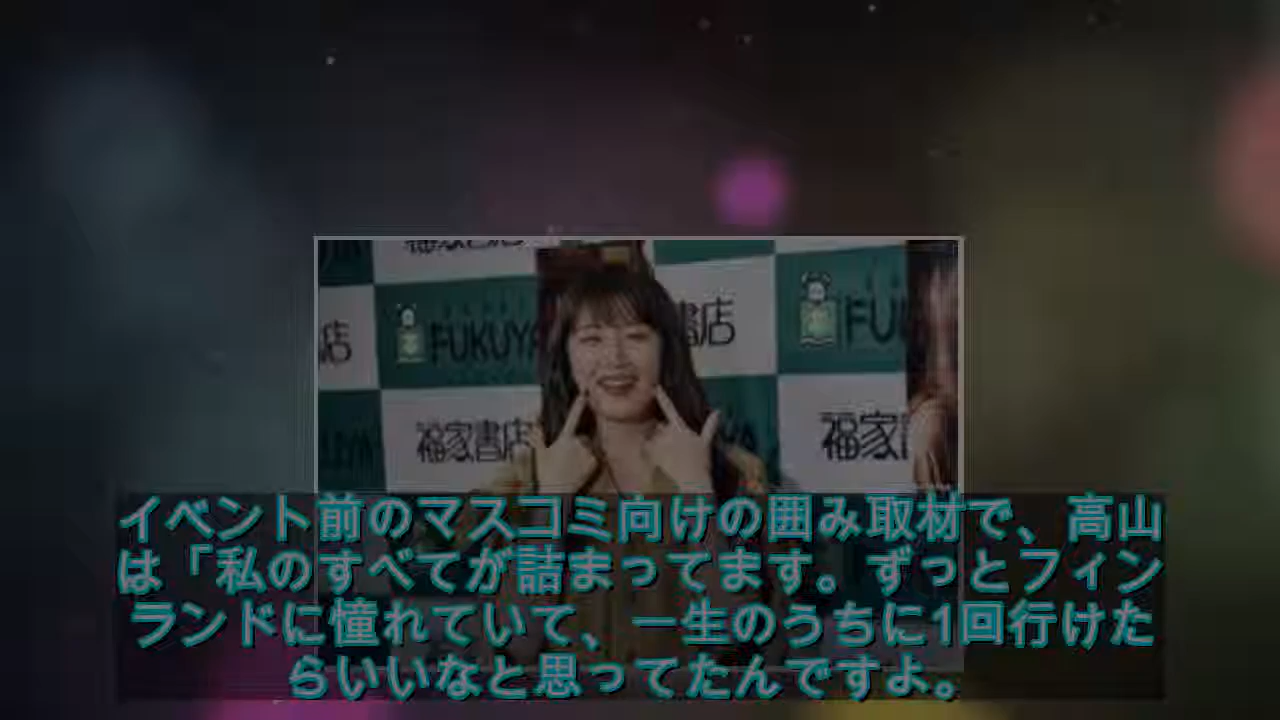 書店
FUKUYA
書店
FU
福家書店
福家
イベント前のマスコミ向けの囲み取材で、高山
は「私のすべてが詰まってます。ずっとフィン
ランドに憧れていて、一生のうちに1回行けた
らいいなと思ってたんですよ。